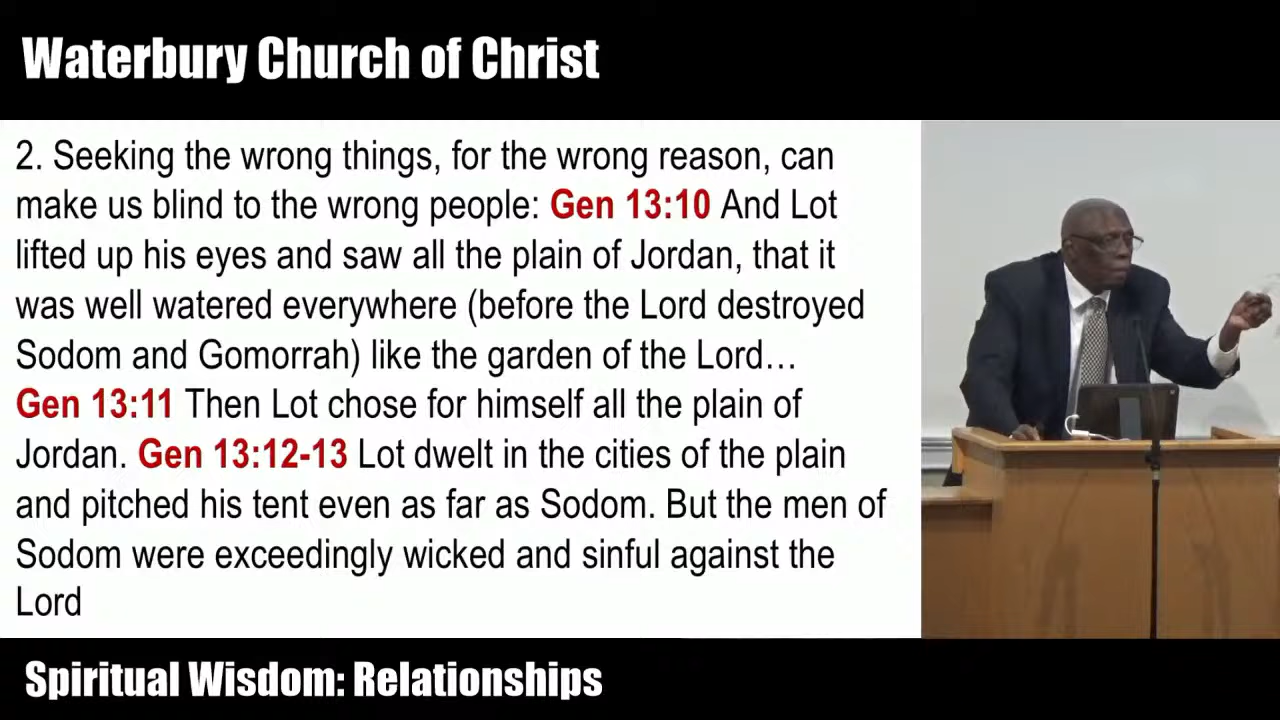 Waterbury Church of Christ
2. Seeking the wrong things, for the wrong reason, can
make us blind to the wrong people: Gen 13:10 And Lot
lifted up his eyes and saw all the plain of Jordan, that it
was well watered everywhere (before the Lord destroyed
Sodom and Gomorrah) like the garden of the Lord…
Gen 13:11 Then Lot chose for himself all the plain of
Jordan. Gen 13:12-13 Lot dwelt in the cities of the plain
and pitched his tent even as far as Sodom. But the men of
Sodom were exceedingly wicked and sinful against the
Lord
Spiritual Wisdom: Relationships